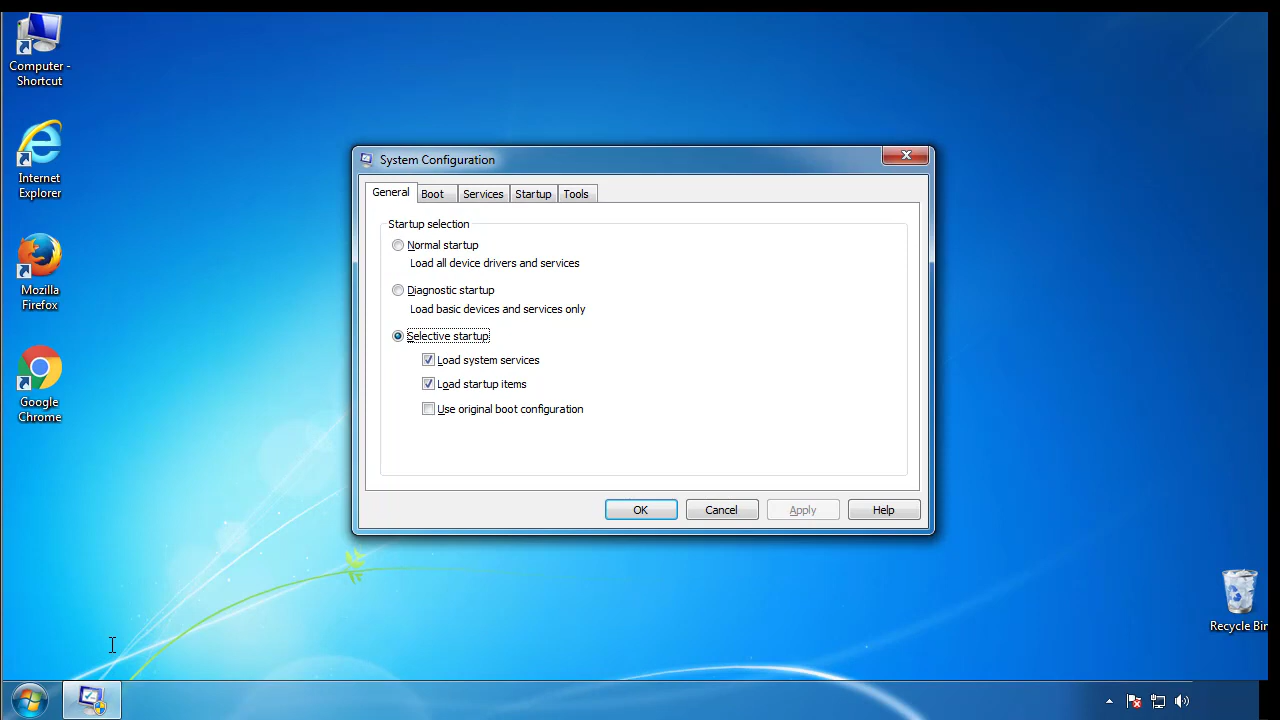 Computer -
Shortcut
Internet
Explorer
Mozilla
Firefox
Google
Chrome
System Configuration
General Boot Services Startup Tools
Startup selection
Normal startup
Load all device drivers and services
Diagnostic startup
Load basic devices and services only
Selective startup
Load system services
Load startup items
Use original boot configuration
OK Cancel Apply Help
Recycle Bin